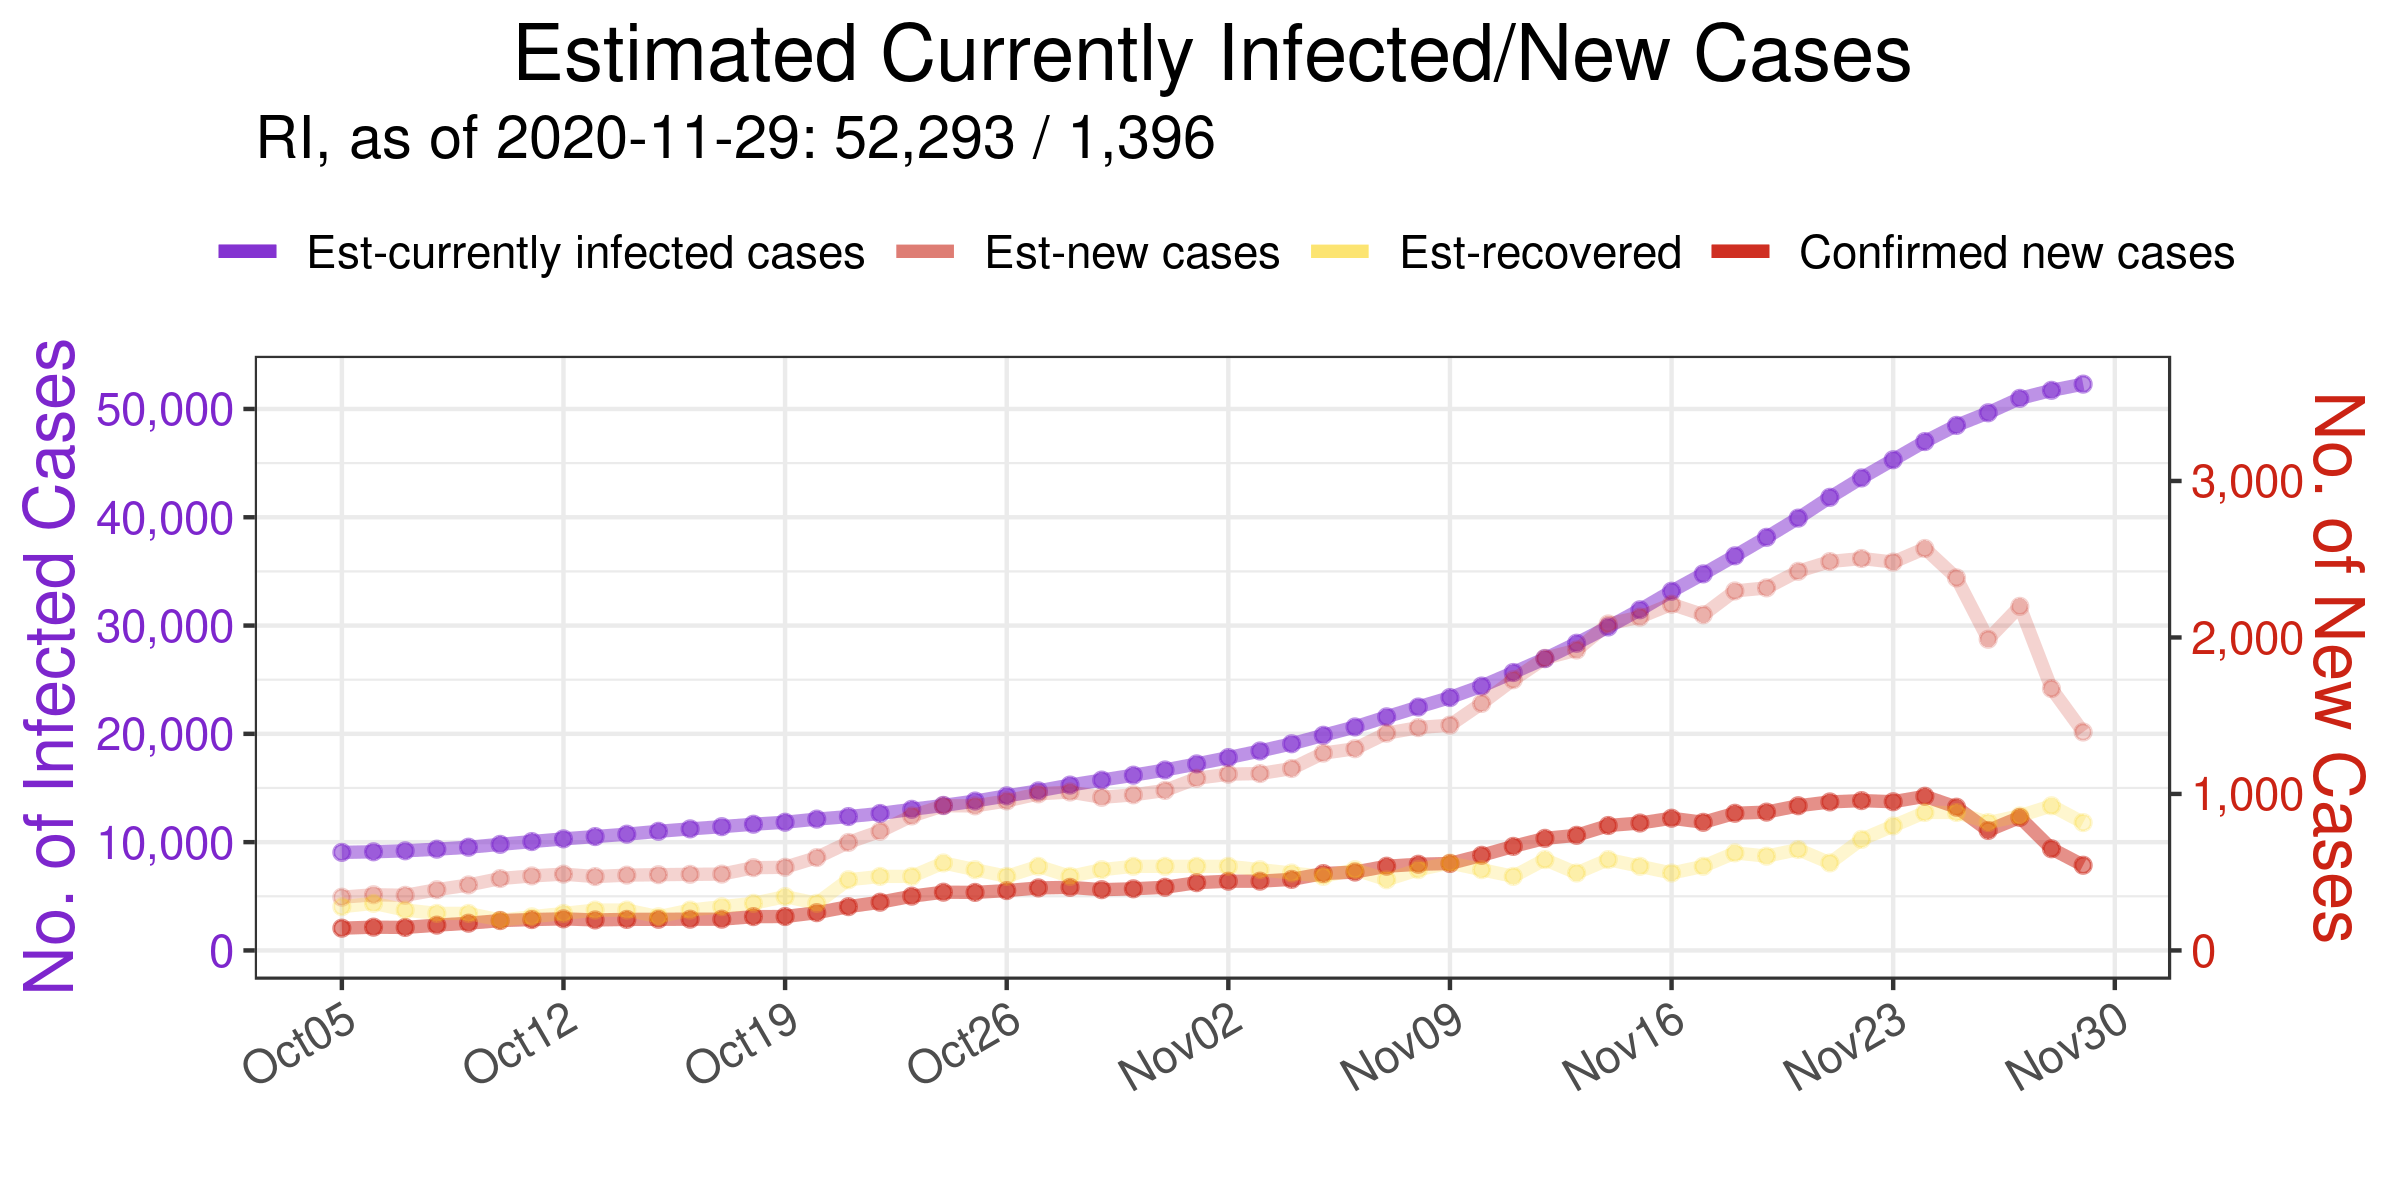 Estimated Currently Infected/New Cases
RI, as of 2020-11-29: 52,293 / 1,396
Est-currently infected cases Est-new cases Est-recovered Confirmed new cases
No. of Infected Cases
50,000
40,000
30,000
20,000
10,000
0
3,000
2,000
1,000
0
No. of New Cases
Oct05 Oct12 Oct19 Oct26 Nov02 Nov09 Nov16 Nov23 Nov30